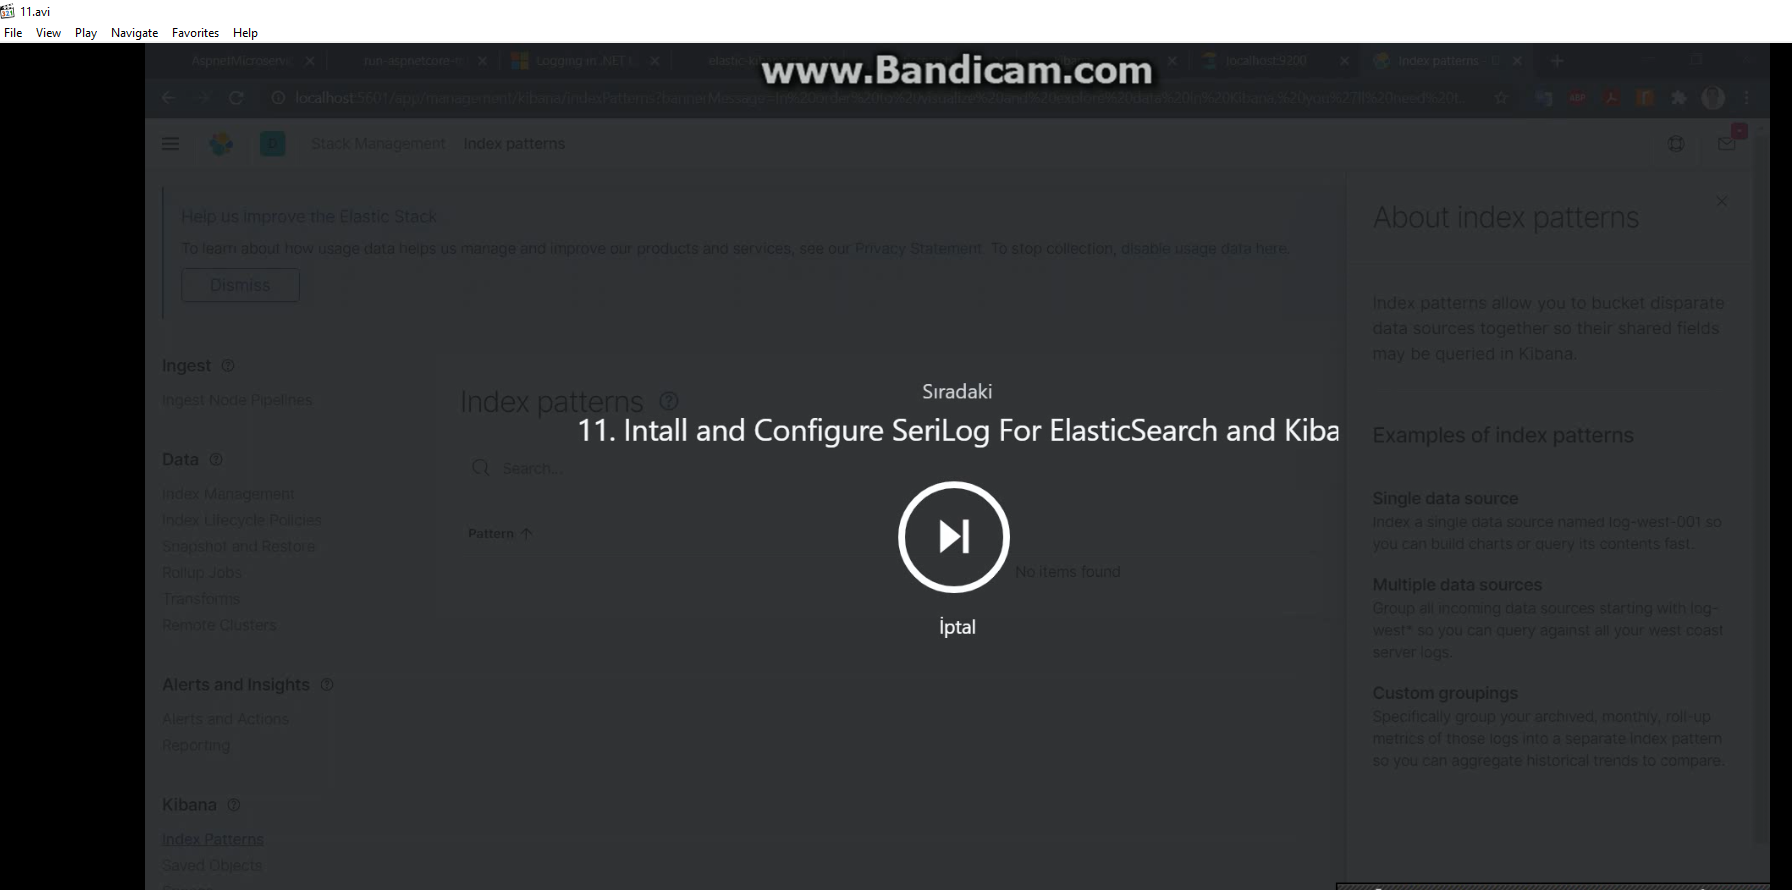 11.avi
File View Play Navigate Favorites Help
www.Bandicam.com
AspnetMicroserv run-aspnetcore-m Logging in .NET elastic-ki localhost:9200 Index patterns
Stack Management Index patterns
Help us improve the Elastic Stack
To learn about how usage data helps us manage and improve our products and services, see our Privacy Statement. To stop collection, disable usage data here.
Dismiss
About index patterns
Index patterns allow you to bucket disparate
data sources together so their shared fields
may be queried in Kibana.
Ingest
Ingest Node Pipelines
Data
Index Management
Index Lifecycle Policies
Snapshot and Restore
Rollup Jobs
Transforms
Remote Clusters
Alerts and Insights
Alerts and Actions
Reporting
Kibana
Index Patterns
Saved Objects
Index patterns
Search...
Pattern
No items found
Sıradaki
11. Intall and Configure SeriLog For ElasticSearch and Kiba
İptal
Examples of index patterns
Single data source
Index a single data source named log-west-001 so
you can build charts or query its contents fast.
Multiple data sources
Group all incoming data sources starting with log-
west* so you can query against all your west coast
server logs.
Custom groupings
Specifically group your archived, monthly, roll-up
metrics of those logs into a separate index pattern
so you can aggregate historical trends to compare.